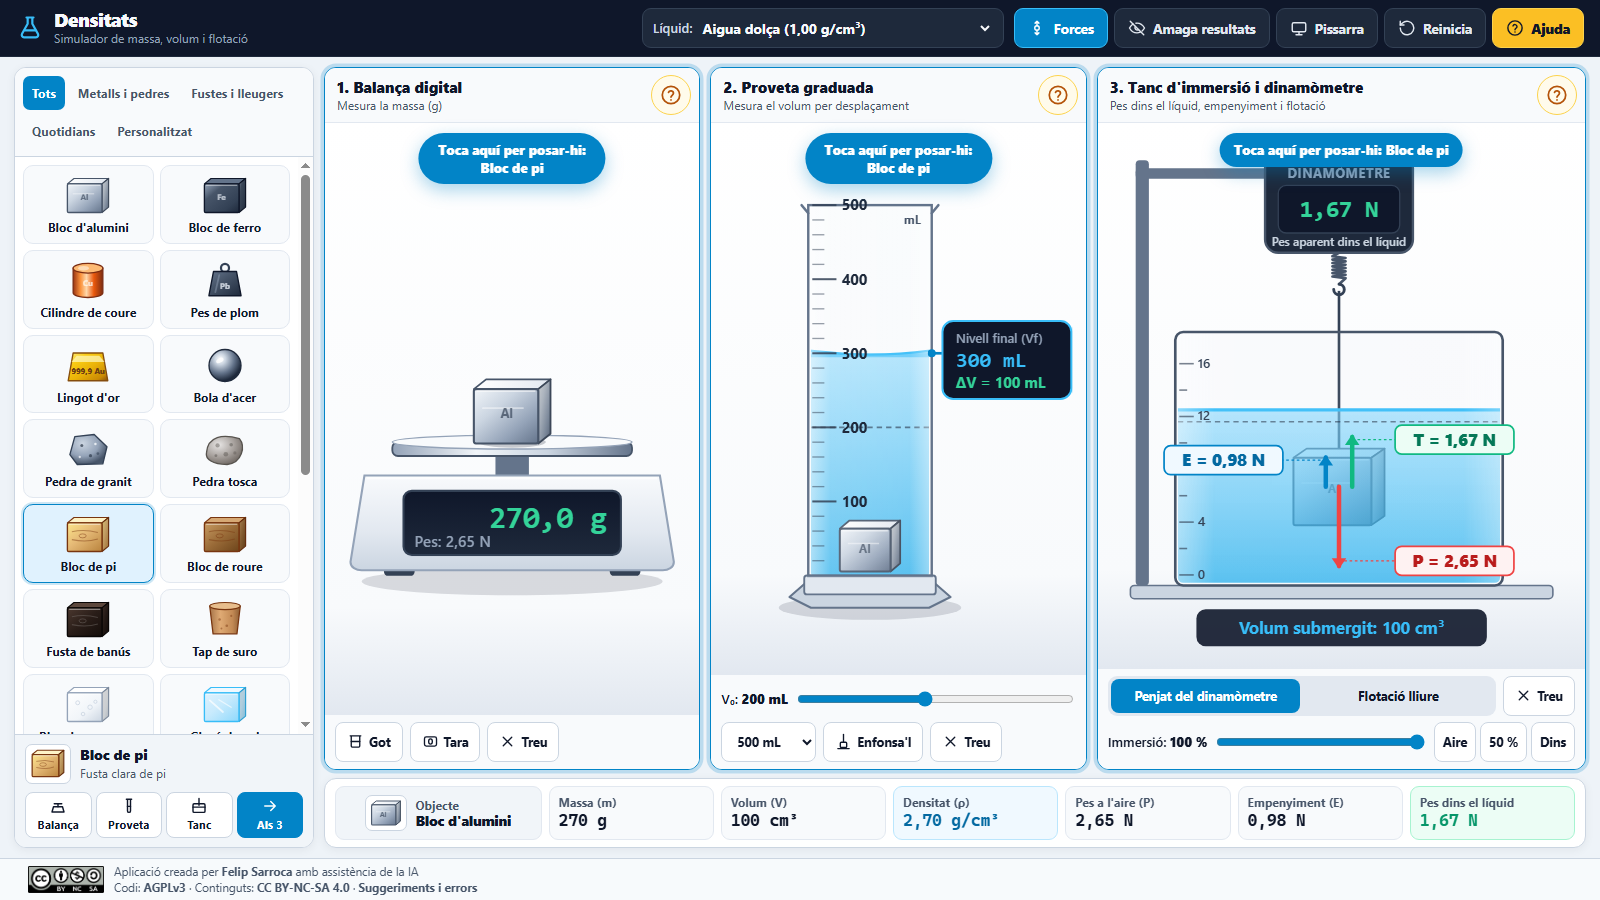 Densitats
Simulador de massa, volum i flotació
Líquid: Aigua dolça (1,00 g/cm³)
Forces
Amaga resultats
Pissarra
Reinicia
Ajuda
Tots
Metalls i pedres
Fustes i lleugers
Quotidians
Personalitzat
Al
Bloc d'alumini
Fe
Bloc de ferro
Cu
Cilindre de coure
Pb
Pes de plom
999,9 Au
Lingot d'or
Bola d'acer
Pedra de granit
Pedra tosca
Bloc de pi
Bloc de roure
Fusta de banús
Tap de suro
Bloc de pi
Fusta clara de pi
Balança
Proveta
Tanc
Als 3
1. Balança digital
Mesura la massa (g)
Toca aquí per posar-hi:
Bloc de pi
Al
270,0 g
Pes: 2,65 N
Got
Tara
Treu
2. Proveta graduada
Mesura el volum per desplaçament
Toca aquí per posar-hi:
Bloc de pi
500
mL
400
300
200
100
Al
Nivell final (Vf)
300 mL
ΔV = 100 mL
V₀: 200 mL
500 mL
Enfonsa'l
Treu
3. Tanc d'immersió i dinamòmetre
Pes dins el líquid, empenyiment i flotació
Toca aquí per posar-hi: Bloc de pi
DINAMÒMETRE
1,67 N
Pes aparent dins el líquid
16
12
4
0
T = 1,67 N
E = 0,98 N
P = 2,65 N
Volum submergit: 100 cm³
Penjat del dinamòmetre
Flotació lliure
Treu
Immersió: 100 %
Aire
50 %
Dins
Al
Objecte
Bloc d'alumini
Massa (m)
270 g
Volum (V)
100 cm³
Densitat (ρ)
2,70 g/cm³
Pes a l'aire (P)
2,65 N
Empenyiment (E)
0,98 N
Pes dins el líquid
1,67 N
cc BY NC SA
Aplicació creada per Felip Sarroca amb assistència de la IA
Codi: AGPLv3 · Continguts: CC BY-NC-SA 4.0 · Suggeriments i errors